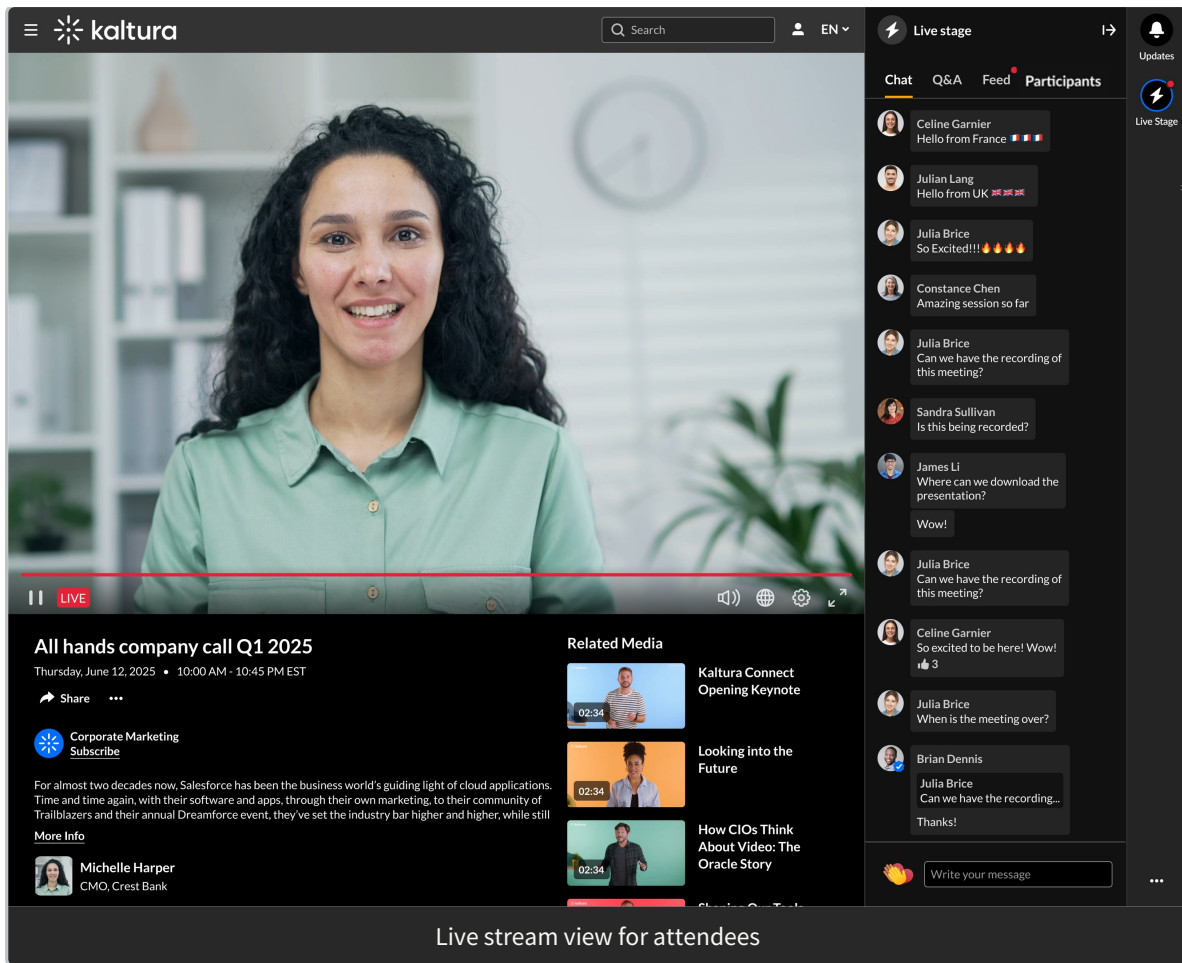 kaltura
Search
EN
Live stage
Updates
Live Stage
Chat Q&A Feed Participants
Celine Garnier
Hello from France 🇫🇷🇫🇷🇫🇷
Julian Lang
Hello from UK 🇬🇧🇬🇧🇬🇧
Julia Brice
So Excited!!!🔥🔥🔥🔥
Constance Chen
Amazing session so far
Julia Brice
Can we have the recording of
this meeting?
Sandra Sullivan
Is this being recorded?
James Li
Where can we download the
presentation?
Wow!
Julia Brice
Can we have the recording of
this meeting?
Celine Garnier
So excited to be here! Wow!
👍 3
Julia Brice
When is the meeting over?
Brian Dennis
Julia Brice
Can we have the recording...
Thanks!
Write your message
LIVE
All hands company call Q1 2025
Thursday, June 12, 2025 • 10:00 AM - 10:45 PM EST
Share
Corporate Marketing
Subscribe
For almost two decades now, Salesforce has been the business world's guiding light of cloud applications.
Time and time again, with their software and apps, through their own marketing, to their community of
Trailblazers and their annual Dreamforce event, they've set the industry bar higher and higher, while still
More Info
Michelle Harper
CMO, Crest Bank
Related Media
02:34
Kaltura Connect
Opening Keynote
02:34
Looking into the
Future
02:34
How CIOs Think
About Video: The
Oracle Story
Live stream view for attendees